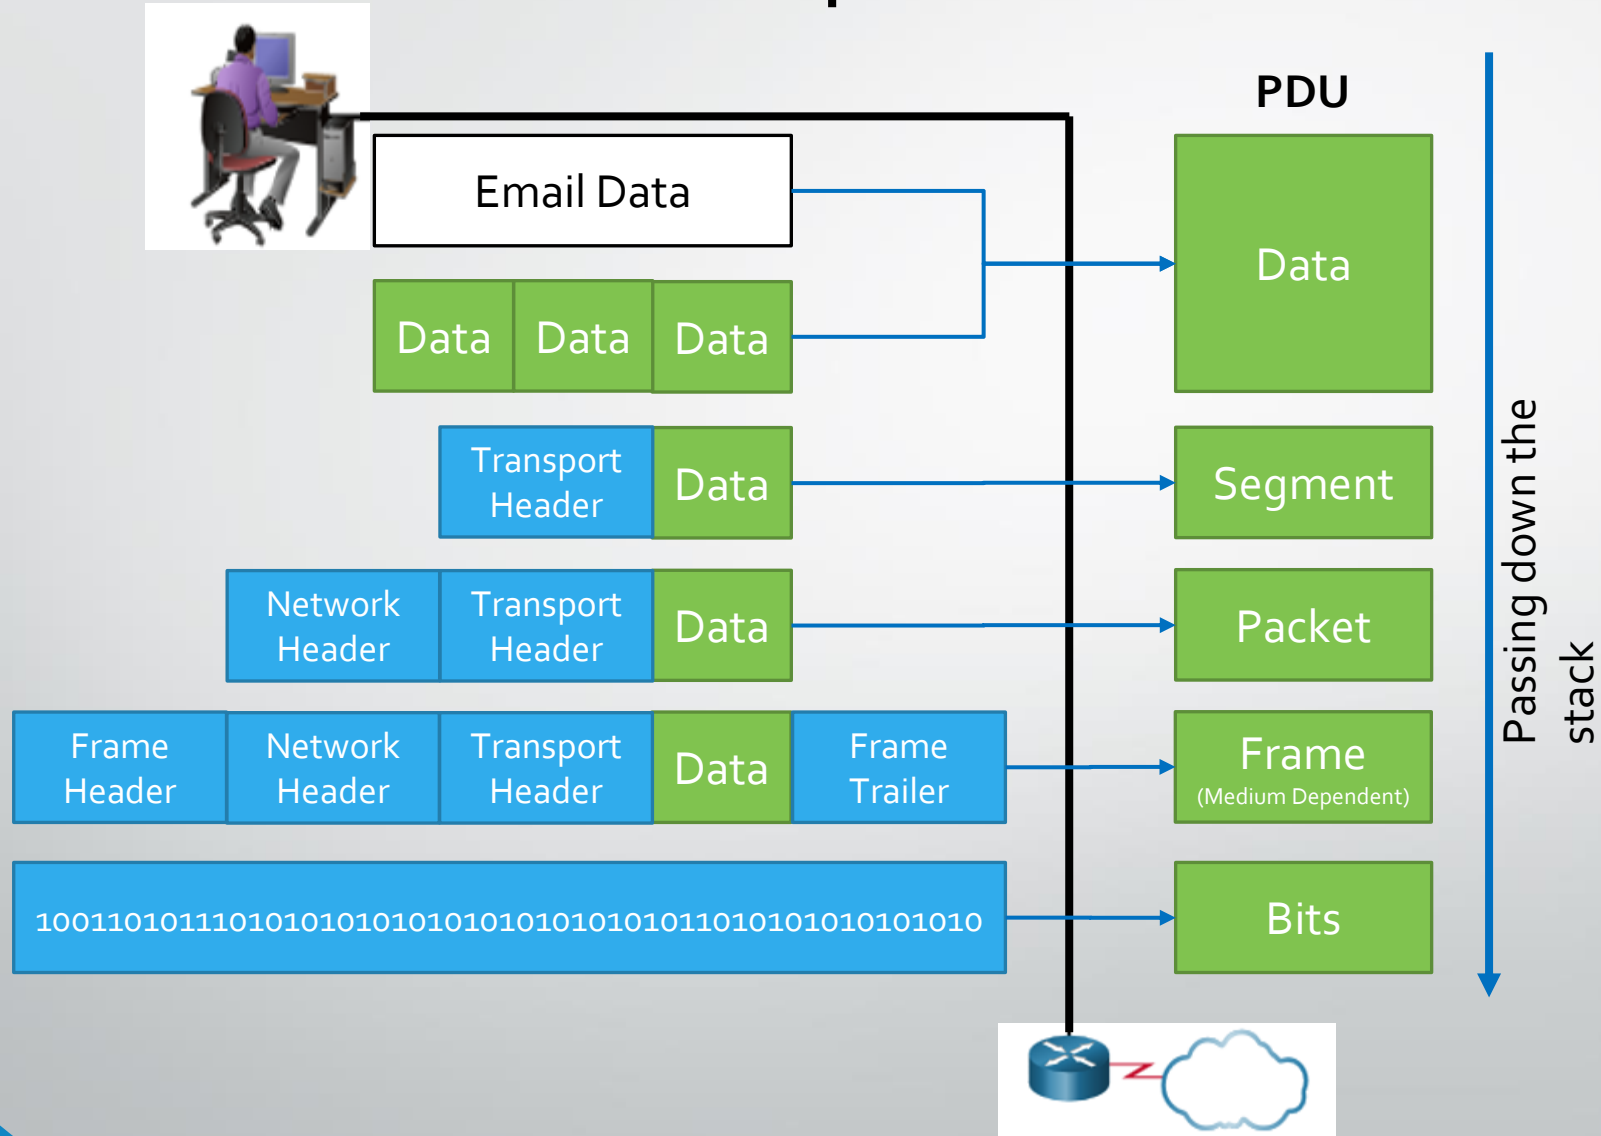 PDU
Email Data
Data
Data Data Data
Transport
Header
Data
Segment
Network
Header
Transport
Header
Data
Packet
Frame
Header
Network
Header
Transport
Header
Data
Frame
Trailer
Frame
(Medium Dependent)
100110101110101010101010101010101010110101010101010
Bits
Passing down the
stack